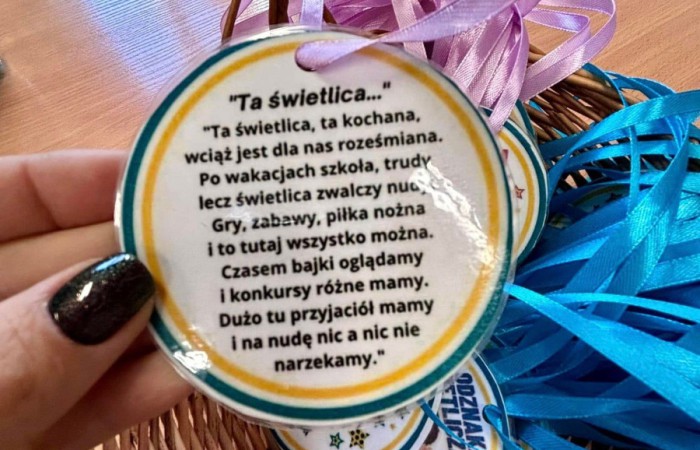 "Ta świetlica..."
"Ta świetlica, ta kochana,
wciąż jest dla nas roześmiana.
Po wakacjach szkoła, trudy
lecz świetlica zwalczy nudy.
Gry, zabawy, piłka nożna
i to tutaj wszystko można.
Czasem bajki oglądamy
i konkursy różne mamy.
Dużo tu przyjaciół mamy
i na nudę nic a nic nie
narzekamy."